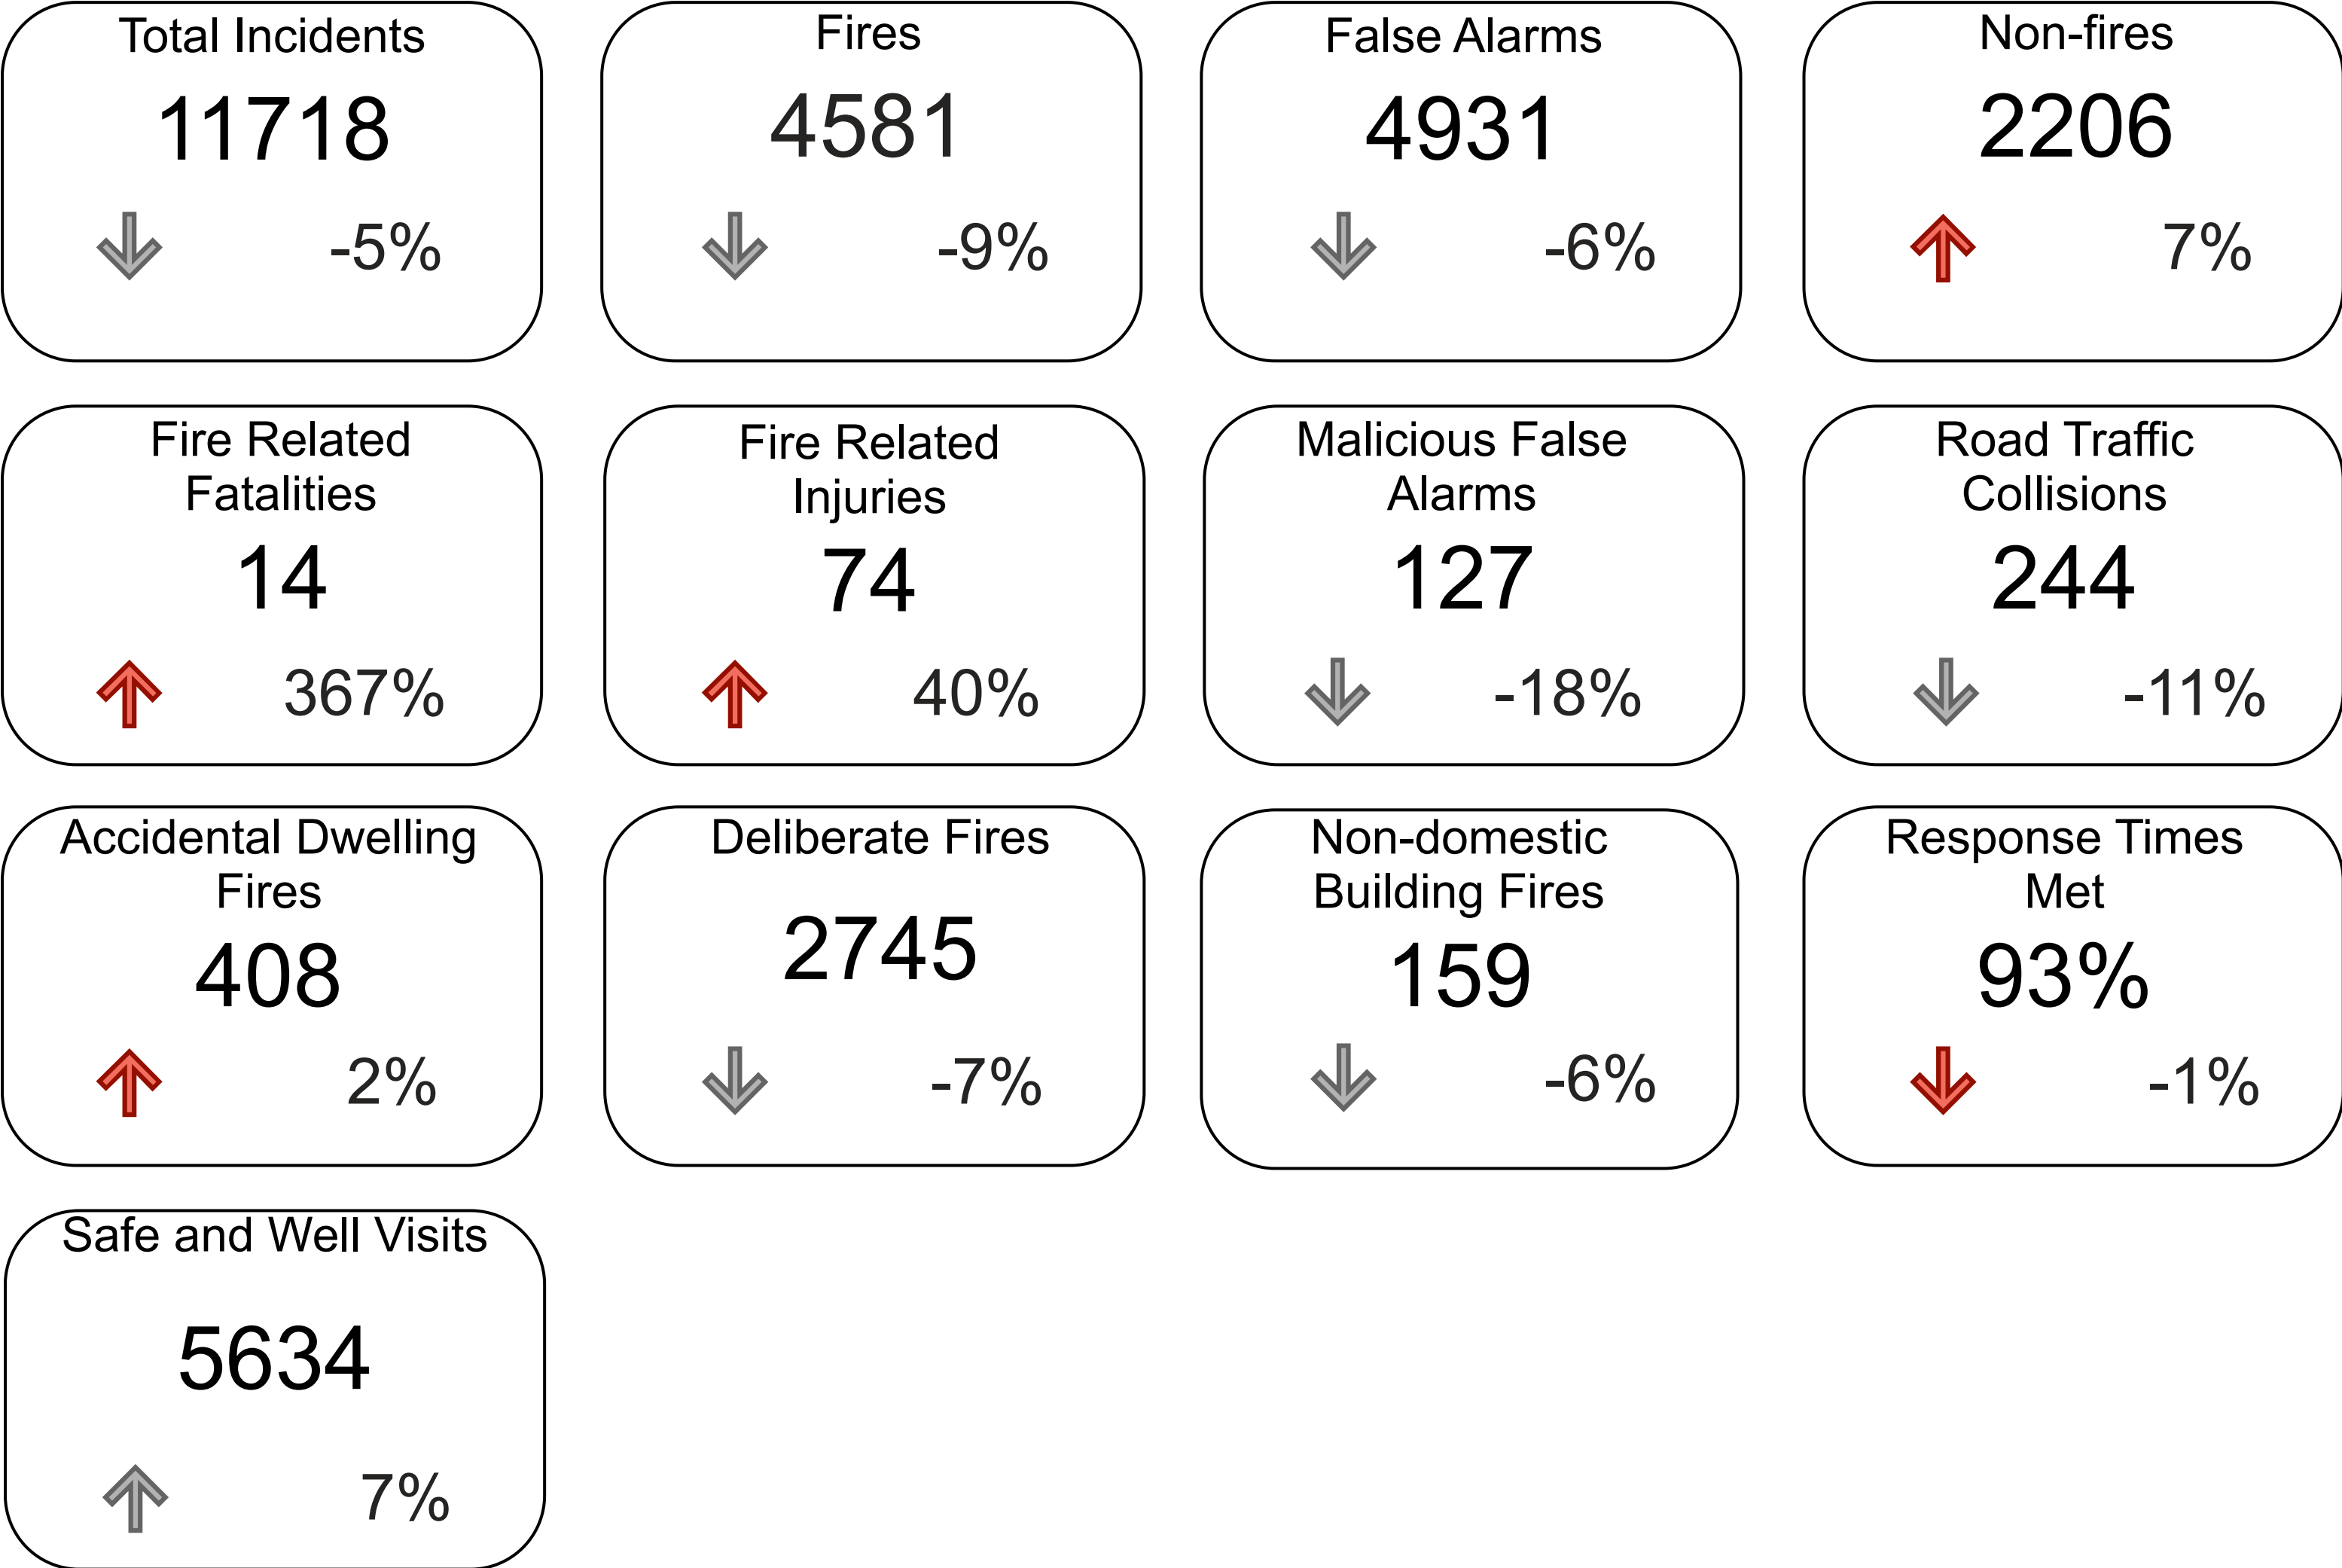 Total Incidents
11718
-5%
Fires
4581
-9%
False Alarms
4931
-6%
Non-fires
2206
7%
Fire Related
Fatalities
14
367%
Fire Related
Injuries
74
40%
Malicious False
Alarms
127
-18%
Road Traffic
Collisions
244
-11%
Accidental Dwelling
Fires
408
2%
Deliberate Fires
2745
-7%
Non-domestic
Building Fires
159
-6%
Response Times
Met
93%
-1%
Safe and Well Visits
5634
7%